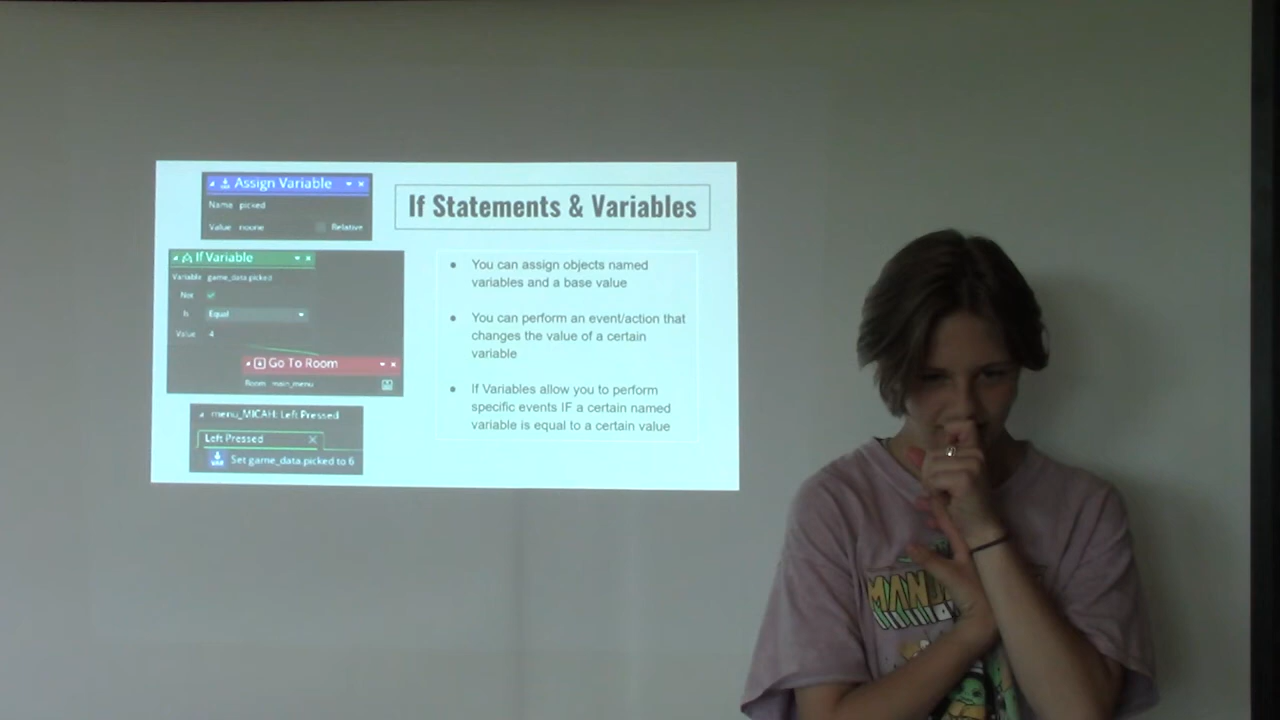 Assign Variable
Name picked
Value noone Relative
If Statements & Variables
If Variable
Variable game_data.picked
Not
Is Equal
Value 4
Go To Room
Room main_menu
menu_MICAH: Left Pressed
Left Pressed
VAR Set game_data.picked to 6
You can assign objects named
variables and a base value
You can perform an event/action that
changes the value of a certain
variable
If Variables allow you to perform
specific events IF a certain named
variable is equal to a certain value